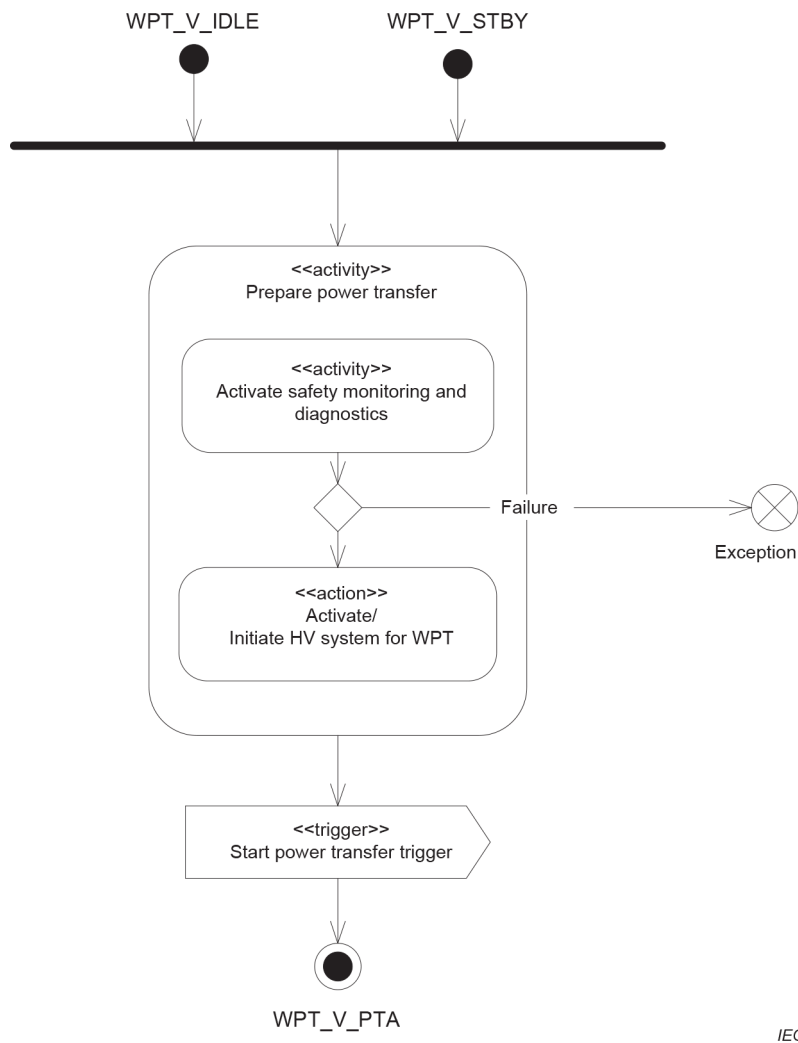 WPT_V_IDLE
WPT_V_STBY
<<activity>>
Prepare power transfer
<<activity>>
Activate safety monitoring and
diagnostics
Failure
Exception
<<action>>
Activate/
Initiate HV system for WPT
<<trigger>>
Start power transfer trigger
WPT_V_PTA
IEC